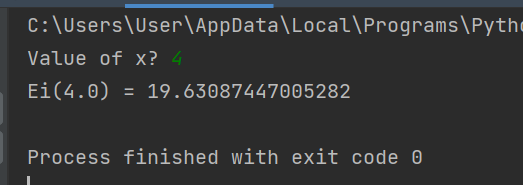 C:\Users\User\AppData\Local\Programs\Pytho
Value of x? 4
Ei(4.0) = 19.63087447005282
Process finished with exit code 0